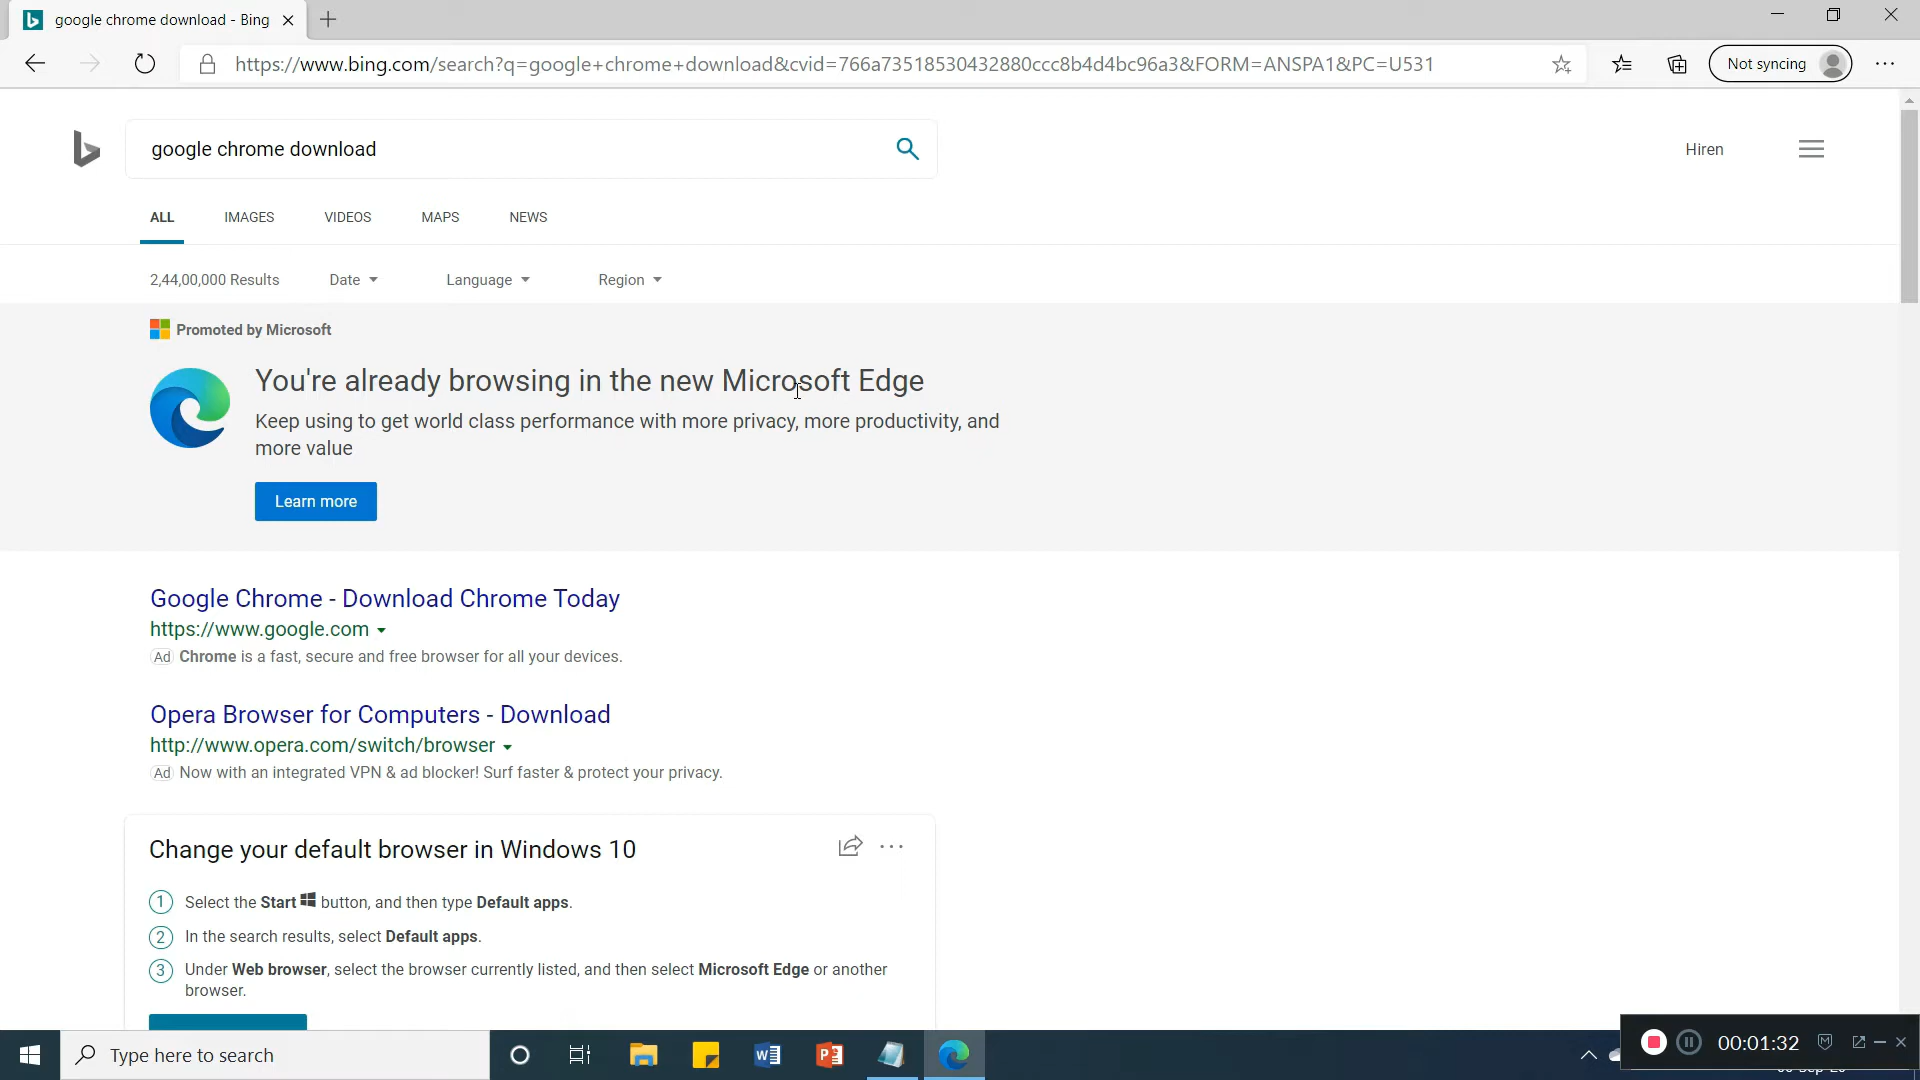 google chrome download - Bing
https://www.bing.com/search?q=google+chrome+download&cvid=766a73518530432880ccc8b4d4bc96a3&FORM=ANSPA1&PC=U531
Not syncing
google chrome download
Hiren
ALL IMAGES VIDEOS MAPS NEWS
2,44,00,000 Results Date Language Region
Promoted by Microsoft
You're already browsing in the new Microsoft Edge
Keep using to get world class performance with more privacy, more productivity, and
more value
Learn more
Google Chrome - Download Chrome Today
https://www.google.com
Ad Chrome is a fast, secure and free browser for all your devices.
Opera Browser for Computers - Download
http://www.opera.com/switch/browser
Ad Now with an integrated VPN & ad blocker! Surf faster & protect your privacy.
Change your default browser in Windows 10
1 Select the Start button, and then type Default apps.
2 In the search results, select Default apps.
3 Under Web browser, select the browser currently listed, and then select Microsoft Edge or another
browser.
Type here to search
00:01:32